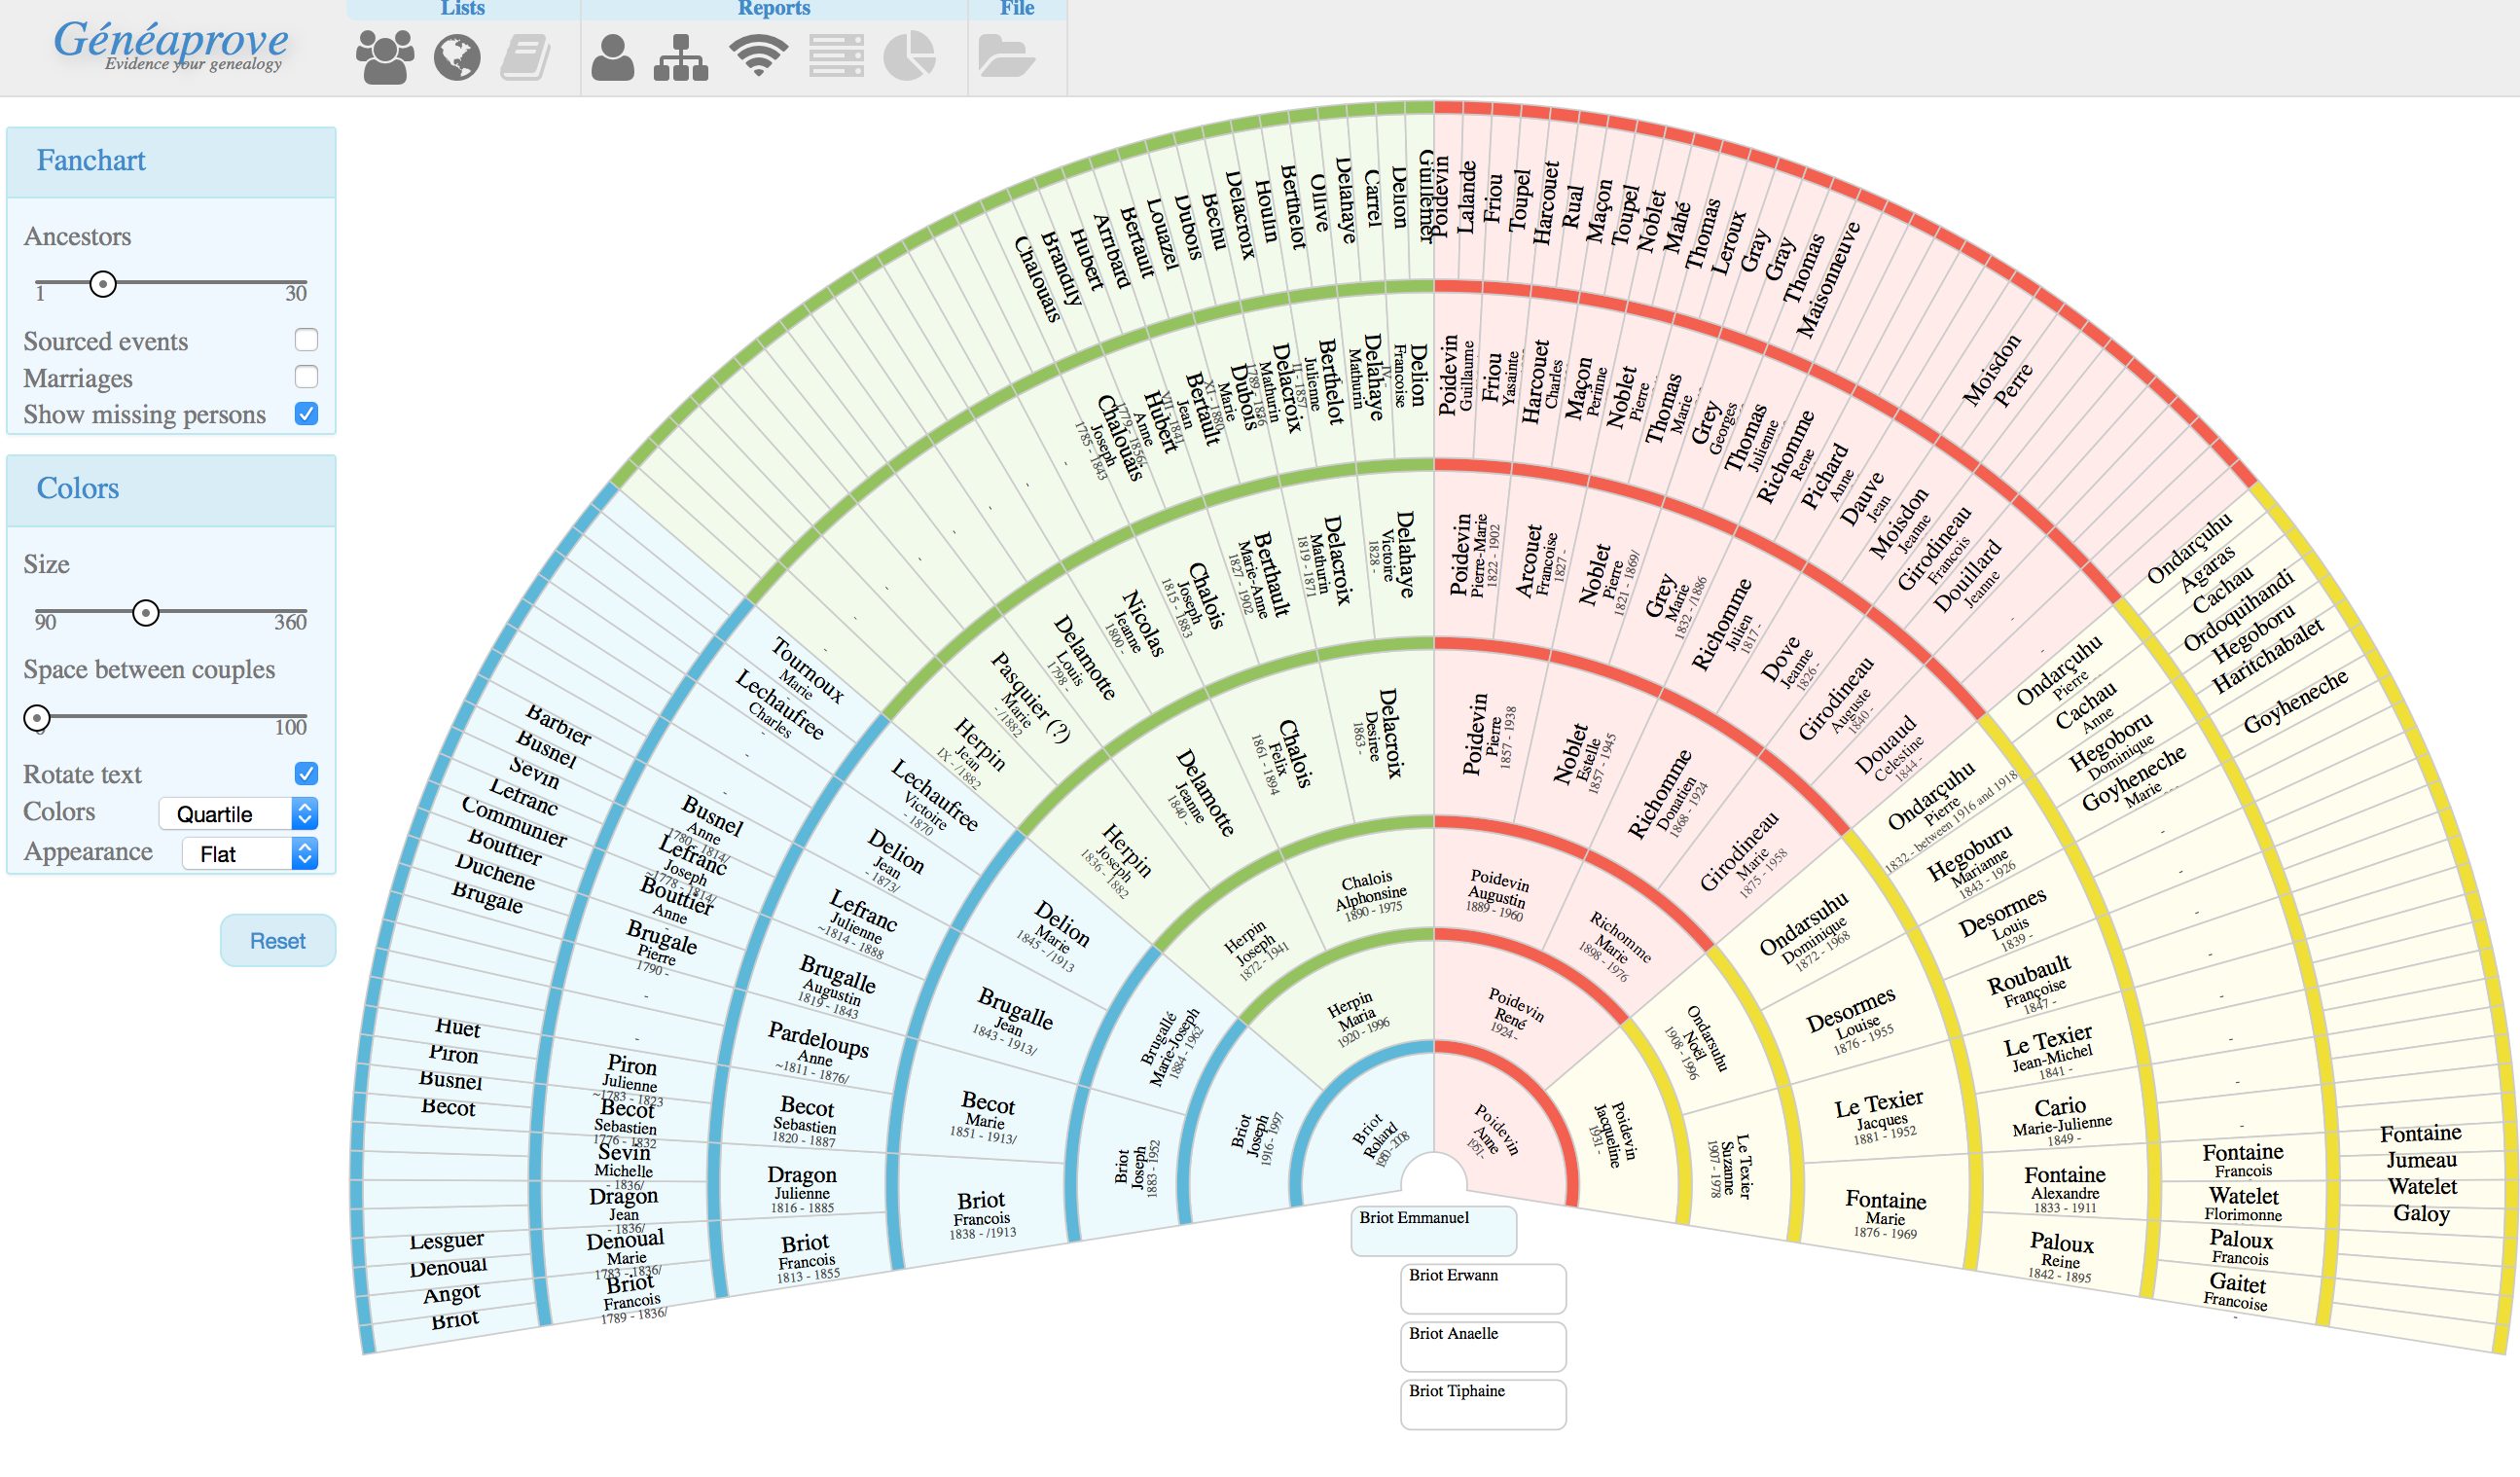 Généaprove
Evidence your genealogy
Lists
Reports
File
Fanchart
Ancestors
1
30
Sourced events
Marriages
Show missing persons
Colors
Size
90
360
Space between couples
100
Rotate text
Colors
Quartile
Appearance
Flat
Reset
Briot Emmanuel
Briot Erwann
Briot Anaelle
Briot Tiphaine
Briot
Roland
Poidevin
Anne
1951-
Briot
Joseph
1916 - 1997
Herpin
Maria
1920 - 1996
Poidevin
René
1924 -
Poidevin
Jacqueline
1931 -
Briot
Joseph
1883 - 1952
Brugallé
Marie-Joseph
1884 - 1962
Herpin
Joseph
1872 - 1941
Chalois
Alphonsine
1890 - 1975
Poidevin
Augustin
1889 - 1960
Richomme
Marie
1898 - 1976
Ondarsuhu
Noël
1908 - 1996
Le Texier
Suzanne
1907 - 1978
Briot
Francois
1838 - /1913
Becot
Marie
1851 - 1913/
Brugalle
Jean
1843 - 1913/
Delion
Marie
1845 - /1913
Herpin
Joseph
1836 - 1882
Delamotte
Jeanne
1840 -
Chalois
Felix
1861 - 1894
Delacroix
Desiree
1863 -
Poidevin
Pierre
1857 - 1938
Noblet
Estelle
1857 - 1945
Richomme
Donatien
1868 - 1924
Girodineau
Marie
1875 - 1958
Ondarsuhu
Dominique
1872 - 1968
Desormes
Louise
1876 - 1955
Le Texier
Jacques
1881 - 1952
Fontaine
Marie
1876 - 1969
Briot
Francois
1813 - 1855
Dragon
Julienne
1816 - 1885
Becot
Sebastien
1820 - 1887
Pardeloups
Anne
~1811 - 1876/
Brugalle
Augustin
1819 - 1843
Lefranc
Julienne
~1814 - 1888
Delion
Jean
- 1873/
Lechaufree
Victoire
- 1870
Herpin
Jean
IX - /1882
Pasquier (?)
Marie
- /1882
Delamotte
Louis
1798 -
Nicolas
Jeanne
1800 -
Chalois
Joseph
1815 - 1883
Berthault
Marie-Anne
1827 - 1902
Delacroix
Mathurin
1819 - 1871
Delahaye
Victoire
1828 -
Poidevin
Pierre-Marie
1822 - 1902
Arcouet
Francoise
1827 -
Noblet
Pierre
1821 - 1869/
Grey
Marie
1832 - /1886
Richomme
Julien
1817 -
Dove
Jeanne
1826 -
Girodineau
Auguste
1840 -
Douaud
Celestine
1844 -
Ondarçuhu
Pierre
1832 - between 1916 and 1918
Hegoburu
Marianne
1843 - 1926
Desormes
Louis
1839 -
Roubault
Françoise
1847 -
Le Texier
Jean-Michel
1841 -
Cario
Marie-Julienne
1849 -
Fontaine
Alexandre
1833 - 1911
Paloux
Reine
1842 - 1895
Briot
Francois
1789 - 1836/
Denoual
Marie
1783 - 1836/
Dragon
Jean
- 1836/
Sevin
Michelle
- 1836/
Becot
Sebastien
1776 - 1832
Piron
Julienne
~1783 - 1823
Brugale
Pierre
1790 -
Bouttier
Anne
Lefranc
Joseph
~1778 - 1814/
Busnel
Anne
1780 - 1814/
Lechaufree
Charles
Tournoux
Marie
Chalouais
Joseph
1785 - 1843
Hubert
Anne
1779 - 1856/
Bertault
Jean
VII - 1841
Dubois
Marie
XI - 1880
Delacroix
Mathurin
1789 - 1836
Berthelot
Julienne
II - 1857
Delahaye
Mathurin
Delion
Francoise
IV -
Poidevin
Guillaume
Friou
Yasainte
Harcouet
Charles
Maçon
Perinne
Noblet
Pierre
Thomas
Marie
Grey
Georges
Thomas
Julienne
Richomme
Rene
Pichard
Anne
Dauve
Jean
Moisdon
Jeanne
Girodineau
Francois
Douillard
Jeanne
Ondarçuhu
Pierre
Cachau
Anne
Hegoboru
Dominique
Goyheneche
Marie
Fontaine
Francois
Watelet
Florimonne
Paloux
Francois
Gaitet
Francoise
Briot
Angot
Denoual
Lesguer
Becot
Busnel
Piron
Huet
Brugale
Duchene
Bouttier
Communier
Lefranc
Sevin
Busnel
Barbier
Chalouais
Brandily
Hubert
Arribard
Bertault
Louazel
Dubois
Bechu
Delacroix
Houlin
Berthelot
Ollive
Delahaye
Carrel
Delion
Guillemer
Poidevin
Lalande
Friou
Toupel
Harcouet
Rual
Maçon
Toupel
Noblet
Mahé
Thomas
Leroux
Gray
Gray
Thomas
Maisonneuve
Moisdon
Perre
Ondarçuhu
Agaras
Cachau
Ordoquihandi
Hegoboru
Haritchabalet
Goyheneche
Fontaine
Jumeau
Watelet
Galoy